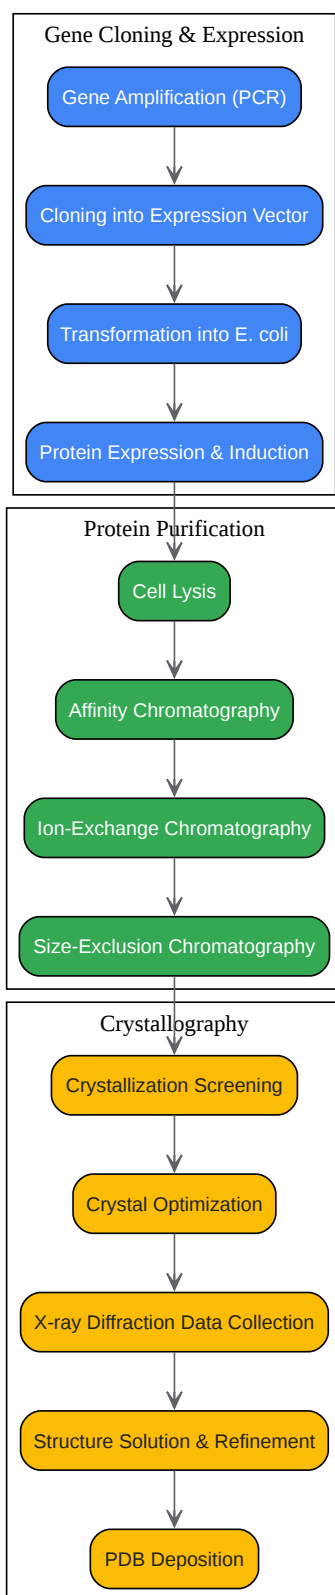 Gene Cloning & Expression
Gene Amplification (PCR)
Cloning into Expression Vector
Transformation into E. coli
Protein Expression & Induction
Protein Purification
Cell Lysis
Affinity Chromatography
Ion-Exchange Chromatography
Size-Exclusion Chromatography
Crystallography
Crystallization Screening
Crystal Optimization
X-ray Diffraction Data Collection
Structure Solution & Refinement
PDB Deposition